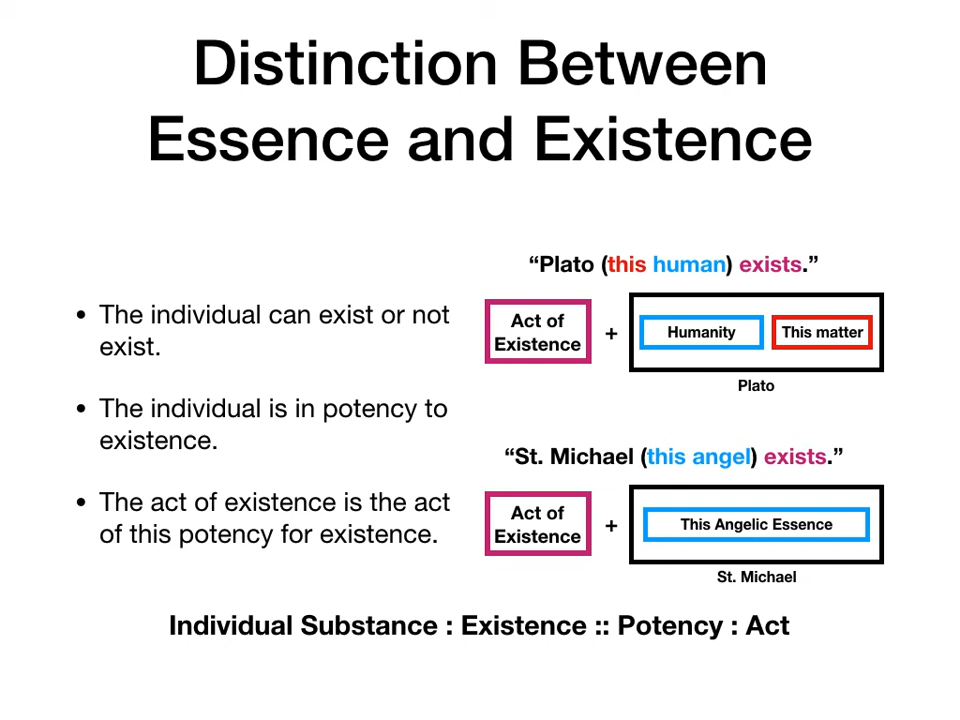 Distinction Between
Essence and Existence
• The individual can exist or not
exist.
• The individual is in potency to
existence.
• The act of existence is the act
of this potency for existence.
“Plato (this human) exists.”
Act of
Existence
+
Humanity
This matter
Plato
“St. Michael (this angel) exists.”
Act of
Existence
+
This Angelic Essence
St. Michael
Individual Substance : Existence :: Potency : Act